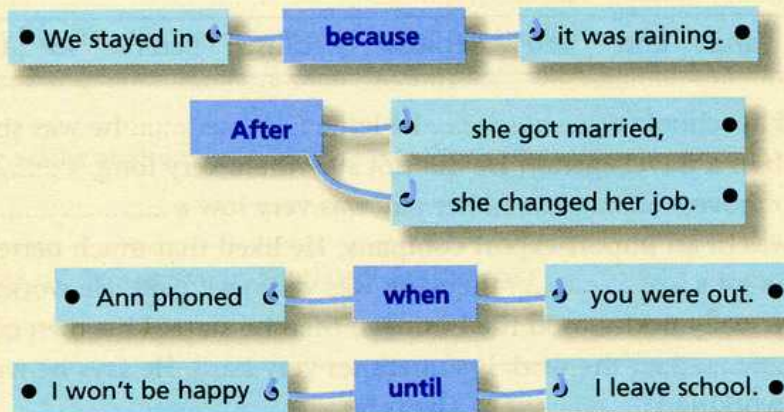 We stayed in because it was raining.
After she got married,
she changed her job.
Ann phoned when you were out.
I won't be happy until I leave school.